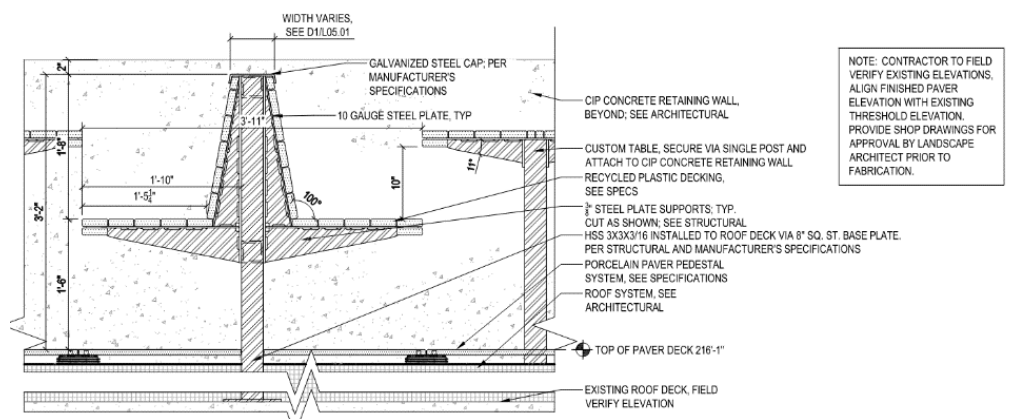 WIDTH VARIES,
SEE D1/L05.01
2"
GALVANIZED STEEL CAP; PER
MANUFACTURER'S
SPECIFICATIONS
10 GAUGE STEEL PLATE, TYP
3'-11"
1'-8"
3'-2"
1'-10"
1'-5¼"
100°
10"
11°
1'-6"
CIP CONCRETE RETAINING WALL,
BEYOND; SEE ARCHITECTURAL
CUSTOM TABLE, SECURE VIA SINGLE POST AND
ATTACH TO CIP CONCRETE RETAINING WALL
RECYCLED PLASTIC DECKING,
SEE SPECS
STEEL PLATE SUPPORTS; TYP.
CUT AS SHOWN; SEE STRUCTURAL
HSS 3X3X3/16 INSTALLED TO ROOF DECK VIA 8" SQ. ST. BASE PLATE.
PER STRUCTURAL AND MANUFACTURER'S SPECIFICATIONS
PORCELAIN PAVER PEDESTAL
SYSTEM, SEE SPECIFICATIONS
ROOF SYSTEM, SEE
ARCHITECTURAL
TOP OF PAVER DECK 216'-1"
EXISTING ROOF DECK, FIELD
VERIFY ELEVATION
NOTE: CONTRACTOR TO FIELD
VERIFY EXISTING ELEVATIONS,
ALIGN FINISHED PAVER
ELEVATION WITH EXISTING
THRESHOLD ELEVATION.
PROVIDE SHOP DRAWINGS FOR
APPROVAL BY LANDSCAPE
ARCHITECT PRIOR TO
FABRICATION.